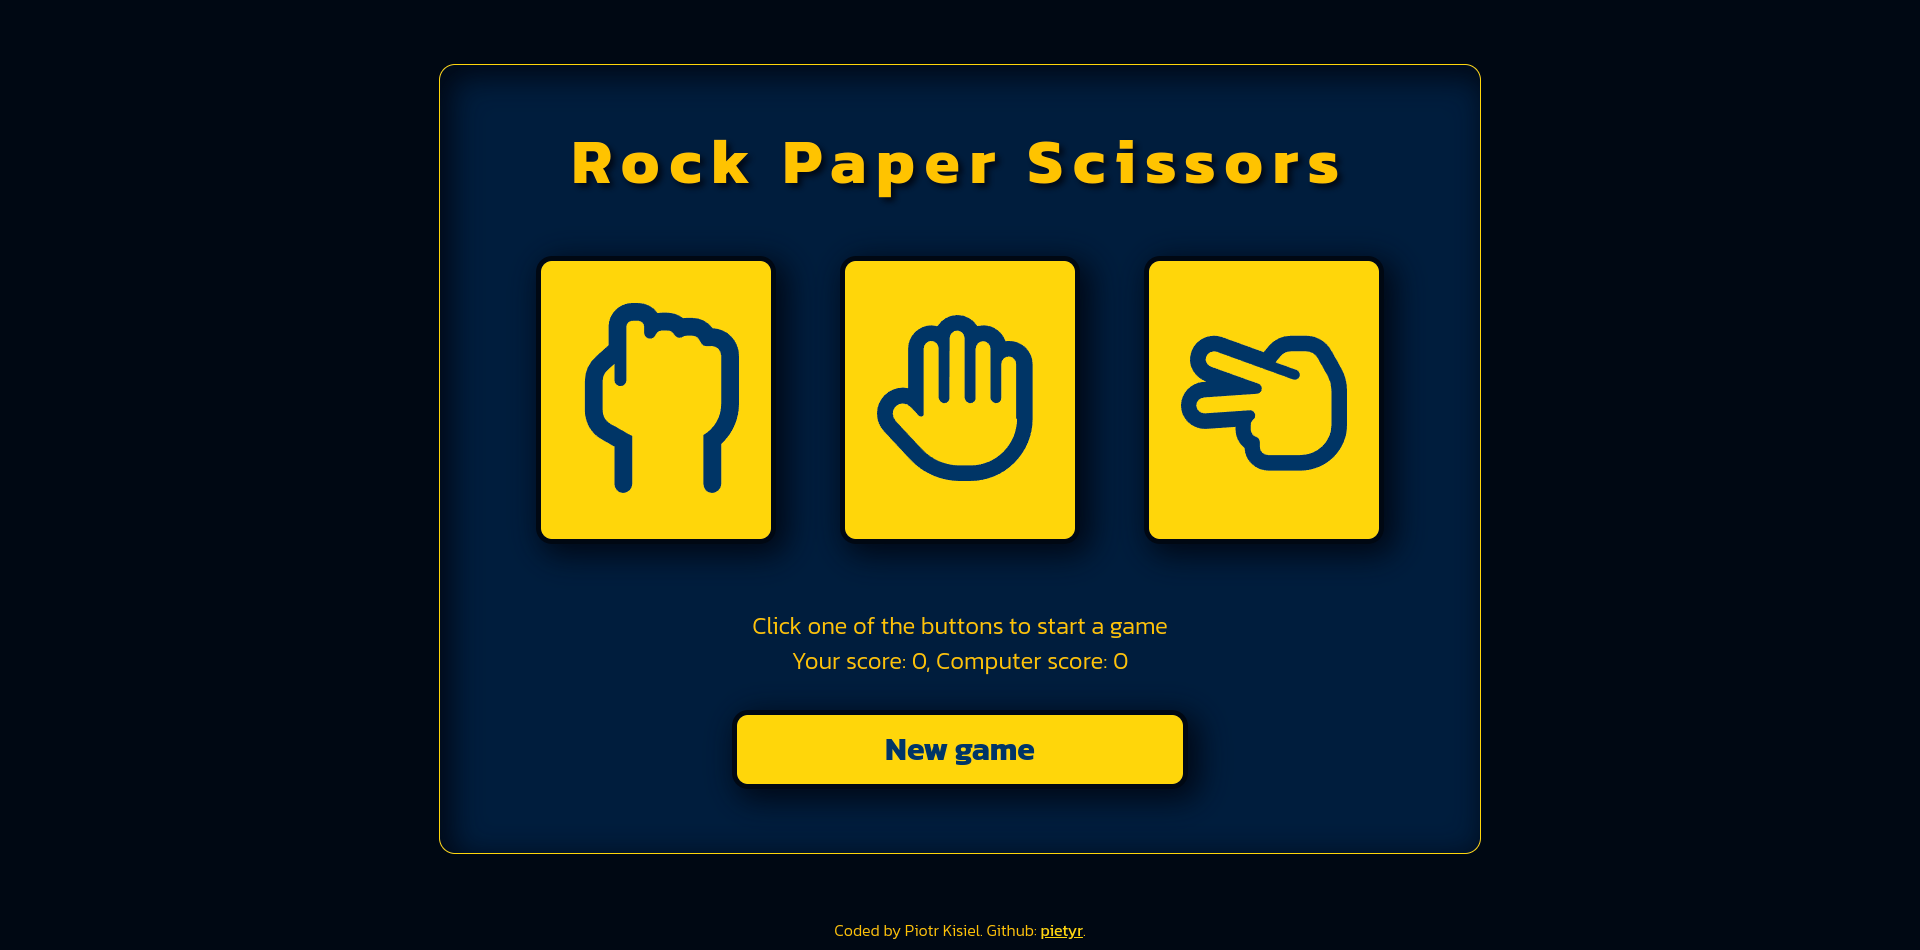 Rock Paper Scissors
Click one of the buttons to start a game
Your score: 0, Computer score: 0
New game
Coded by Piotr Kisiel. Github: pietyr.